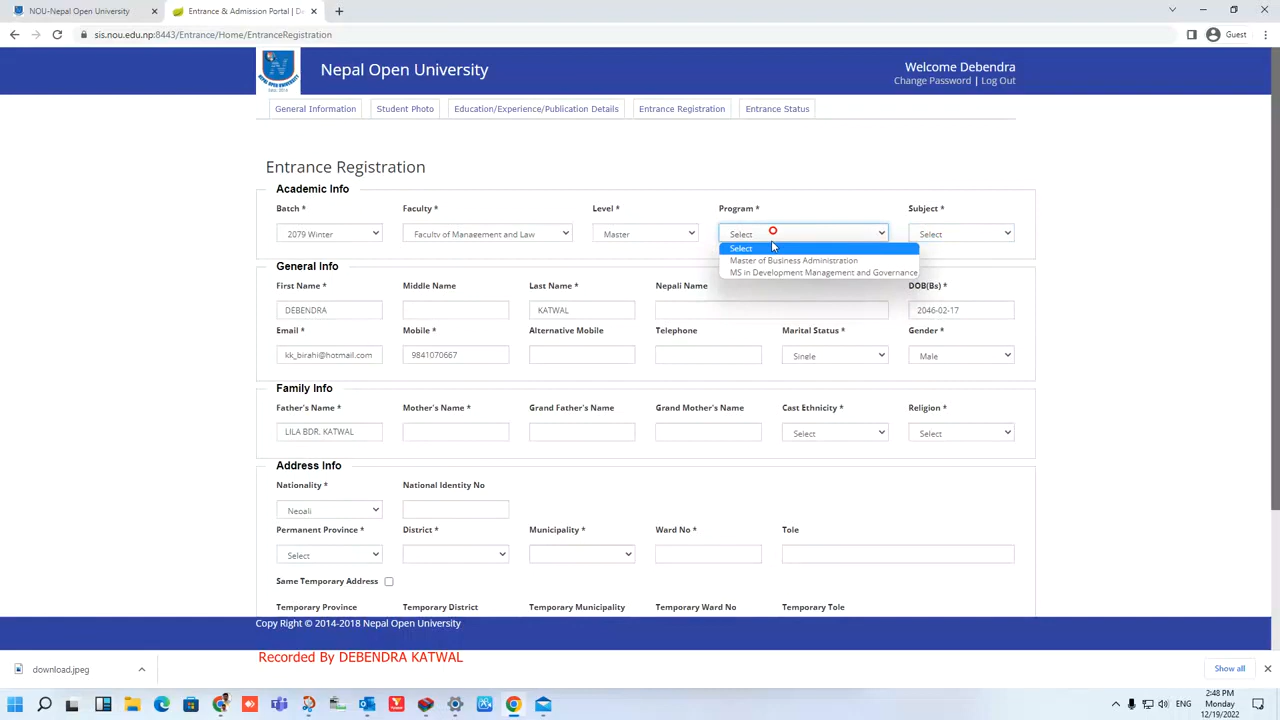 NOU-Nepal Open University
Entrance & Admission Portal | De
sis.nou.edu.np:8443/Entrance/Home/EntranceRegistration
Guest
Nepal Open University
Welcome Debendra
Change Password | Log Out
General Information
Student Photo
Education/Experience/Publication Details
Entrance Registration
Entrance Status
Entrance Registration
Academic Info
Batch *
Faculty *
Level *
Program *
Subject *
2079 Winter
Faculty of Management and Law
Master
Select
Select
Select
Master of Business Administration
MS in Development Management and Governance
General Info
First Name *
Middle Name
Last Name *
Nepali Name
DOB(Bs) *
DEBENDRA
KATWAL
2046-02-17
Email *
Mobile *
Alternative Mobile
Telephone
Marital Status *
Gender *
kk_birahi@hotmail.com
9841070667
Single
Male
Family Info
Father's Name *
Mother's Name *
Grand Father's Name
Grand Mother's Name
Cast Ethnicity *
Religion *
LILA BDR. KATWAL
Select
Select
Address Info
Nationality *
National Identity No
Nepali
Permanent Province *
District *
Municipality *
Ward No *
Tole
Select
Same Temporary Address
Temporary Province
Temporary District
Temporary Municipality
Temporary Ward No
Temporary Tole
Copy Right © 2014-2018 Nepal Open University
Recorded By DEBENDRA KATWAL
download.jpeg
Show all
ENG
2:48 PM
Monday
12/19/2022